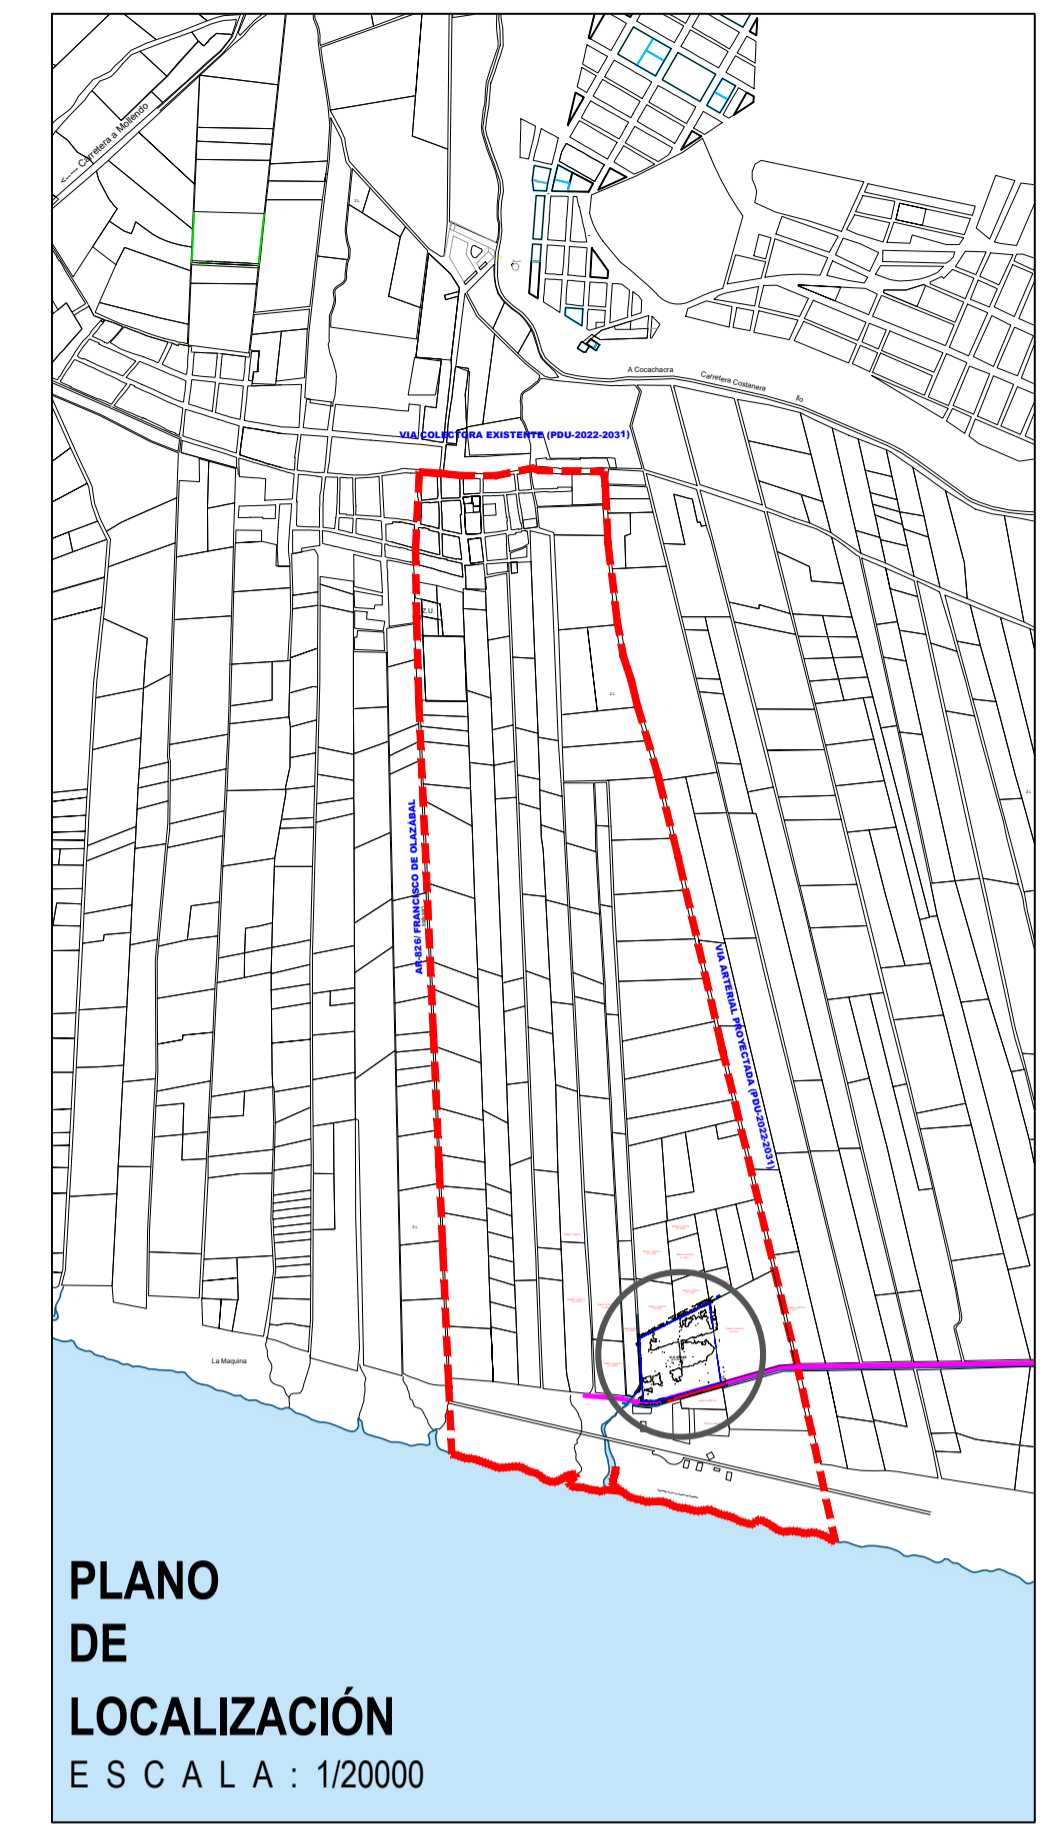 <---- Carretera a Mollendo
A Cocachacra
Carretera Costanera
Ilo
VIA COLECTORA EXISTENTE (PDU-2022-2031)
Z.U.
AR-826/ FRANCISCO DE OLAZÁBAL
VIA ARTERIAL PROYECTADA (PDU-2022-2031)
La Maquina
PLANO
DE
LOCALIZACIÓN
ESCALA: 1/20000